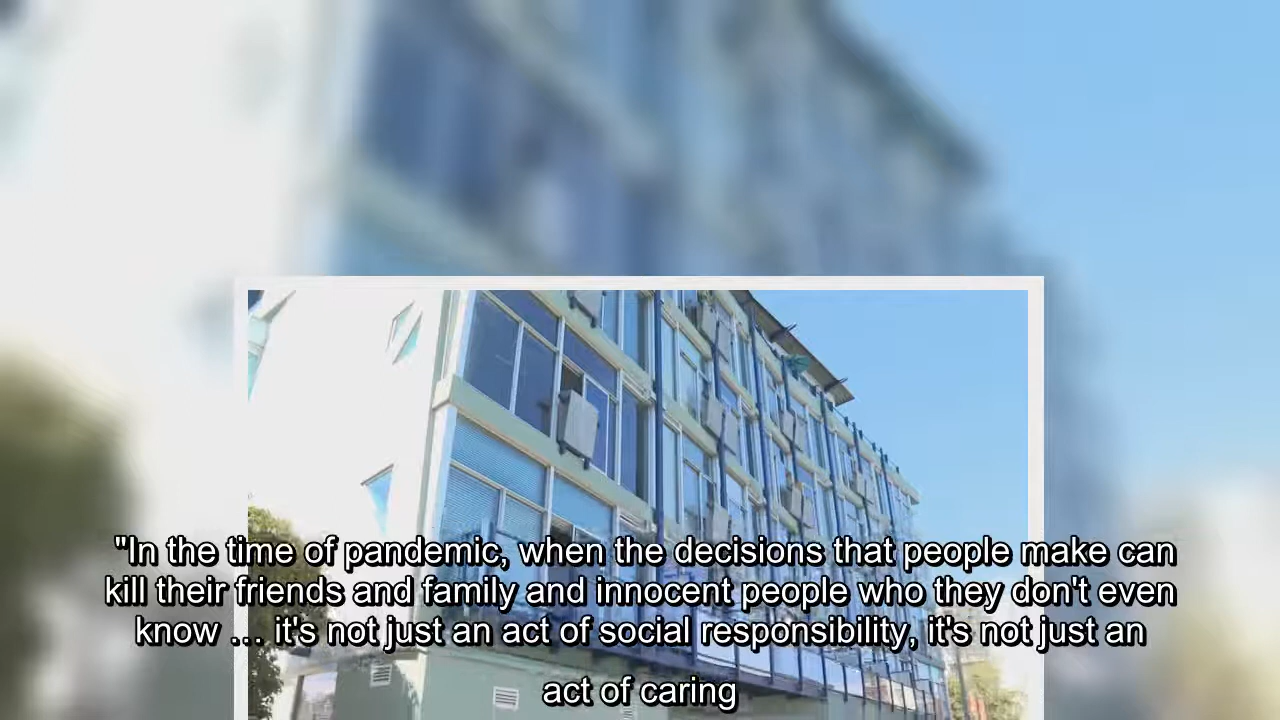 "In the time of pandemic, when the decisions that people make can
kill their friends and family and innocent people who they don't even
know ... it's not just an act of social responsibility, it's not just an
act of caring